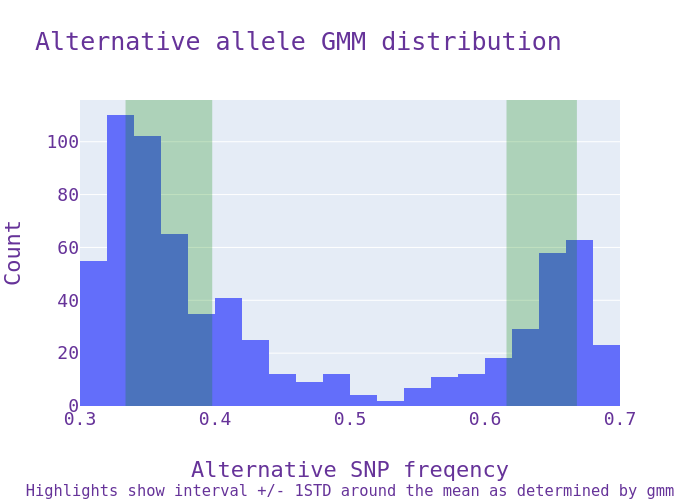 Alternative allele GMM distribution
Count
100
80
60
40
20
0
0.3 0.4 0.5 0.6 0.7
Alternative SNP freqency
Highlights show interval +/- 1STD around the mean as determined by gmm